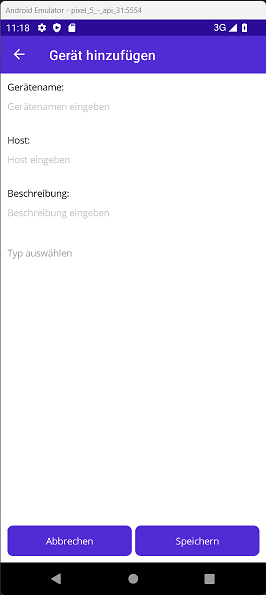 Android Emulator - pixel_5_-_api_31:5554
11:18
3G
Gerät hinzufügen
Gerätename:
Gerätenamen eingeben
Host:
Host eingeben
Beschreibung:
Beschreibung eingeben
Typ auswählen
Abbrechen
Speichern